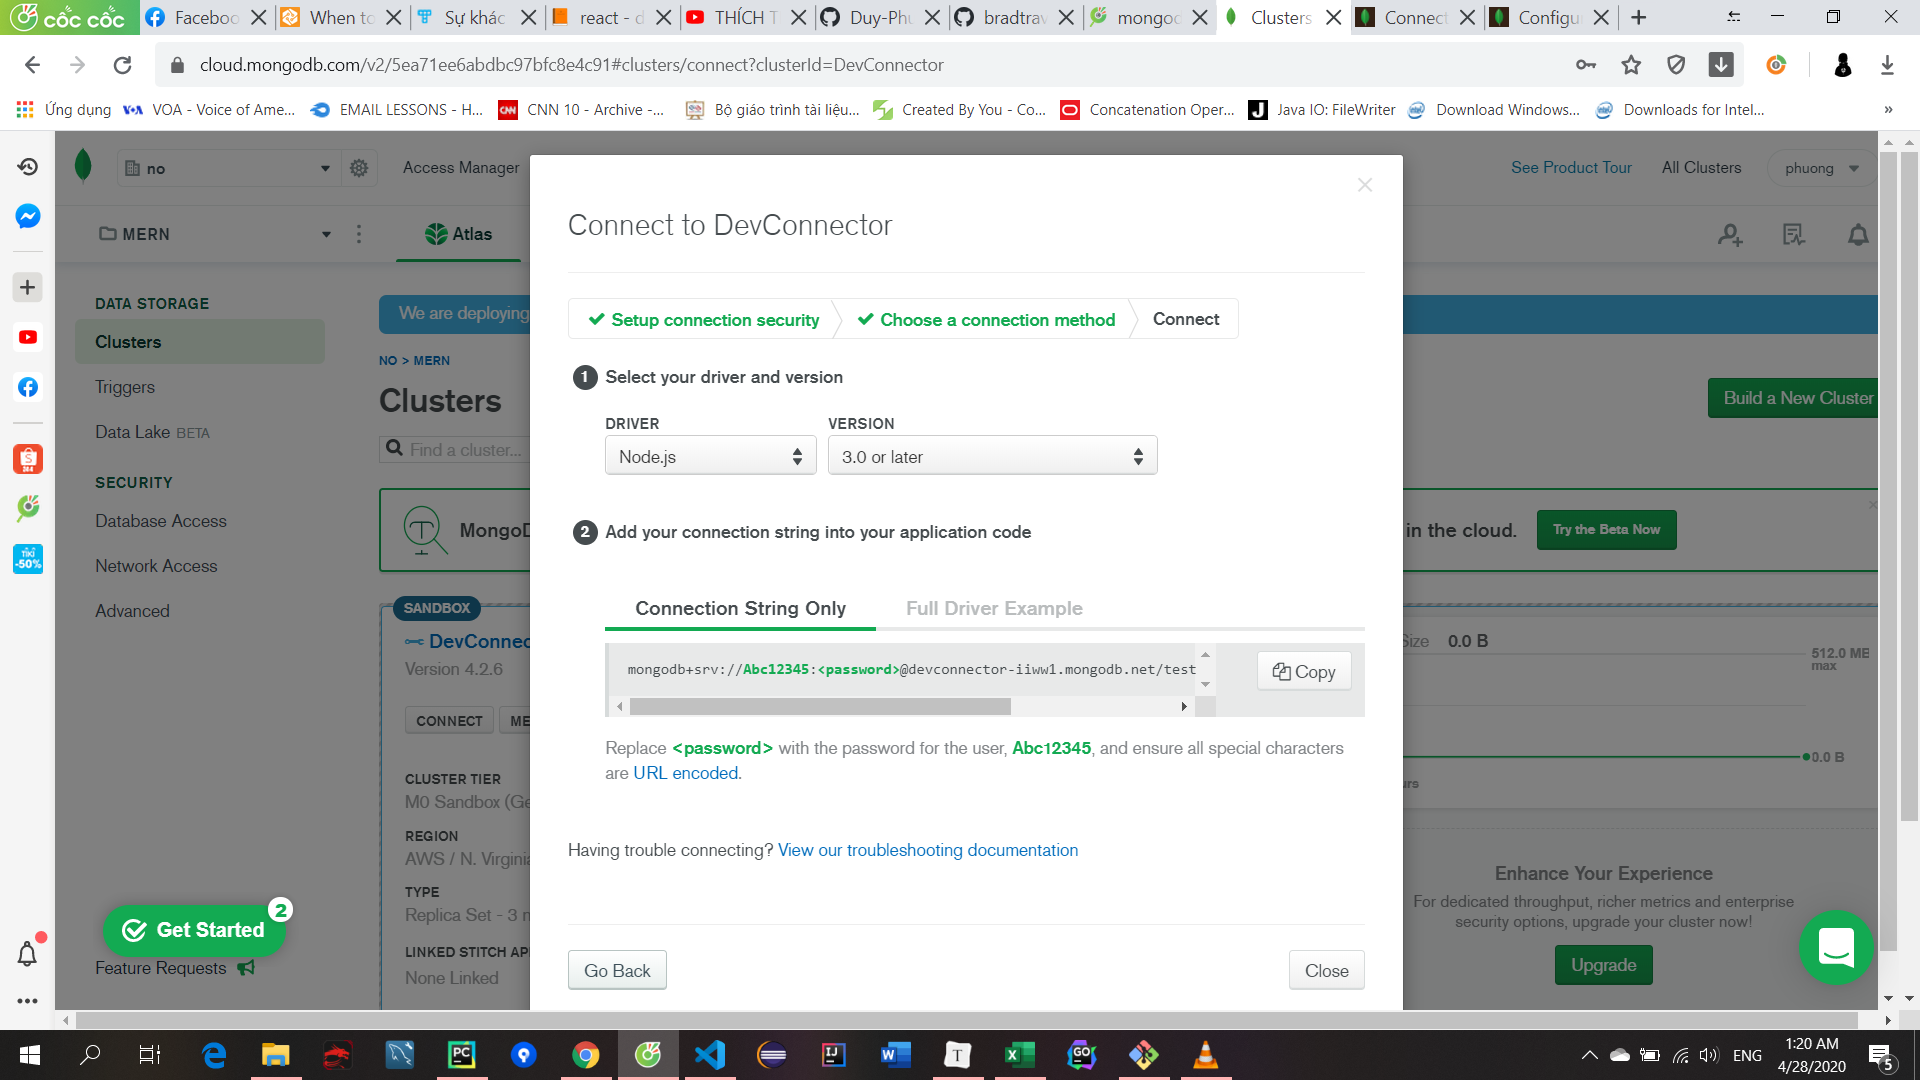 cốc cốc
Faceboo
When to
Sự khác
react - d
THÍCH T
Duy-Phu
bradtrav
mongod
Clusters
Connect
Configu
cloud.mongodb.com/v2/5ea71ee6abdbc97bfc8e4c91#clusters/connect?clusterId=DevConnector
Ứng dụng
VOA - Voice of Ame...
EMAIL LESSONS - H...
CNN 10 - Archive -...
Bộ giáo trình tài liệu...
Created By You - Co...
Concatenation Oper...
Java IO: FileWriter
Download Windows...
Downloads for Intel...
»
no
Access Manager
See Product Tour
All Clusters
phuong
MERN
Atlas
DATA STORAGE
Clusters
Triggers
Data Lake BETA
SECURITY
Database Access
Network Access
Advanced
Get Started
2
Feature Requests
We are deploying
NO > MERN
Clusters
Find a cluster...
Build a New Cluster
MongoD
in the cloud.
Try the Beta Now
SANDBOX
DevConnec
Version 4.2.6
CONNECT
ME
CLUSTER TIER
M0 Sandbox (Ge
REGION
AWS / N. Virginia
TYPE
Replica Set - 3 n
LINKED STITCH AP
None Linked
Size 0.0 B
512.0 MB
max
0.0 B
urs
Enhance Your Experience
For dedicated throughput, richer metrics and enterprise
security options, upgrade your cluster now!
Upgrade
Connect to DevConnector
Setup connection security
Choose a connection method
Connect
1 Select your driver and version
DRIVER
VERSION
Node.js
3.0 or later
2 Add your connection string into your application code
Connection String Only
Full Driver Example
mongodb+srv://Abc12345:<password>@devconnector-iiww1.mongodb.net/test
Copy
Replace <password> with the password for the user, Abc12345, and ensure all special characters
are URL encoded.
Having trouble connecting? View our troubleshooting documentation
Go Back
Close
TIKI
-50%
ENG
1:20 AM
4/28/2020
5